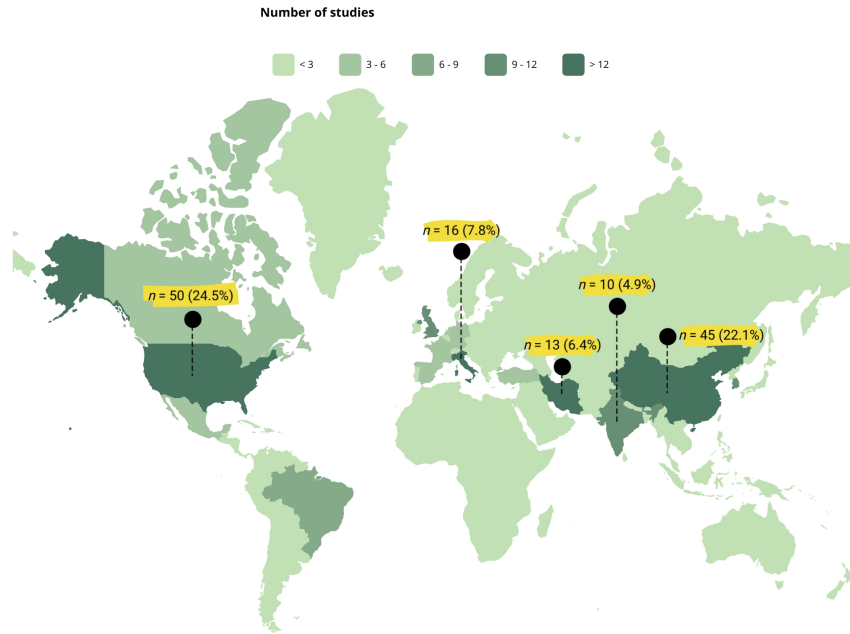 Number of studies
< 3
3 - 6
6 - 9
9 - 12
> 12
n = 16 (7.8%)
n = 10 (4.9%)
n = 50 (24.5%)
n = 45 (22.1%)
n = 13 (6.4%)